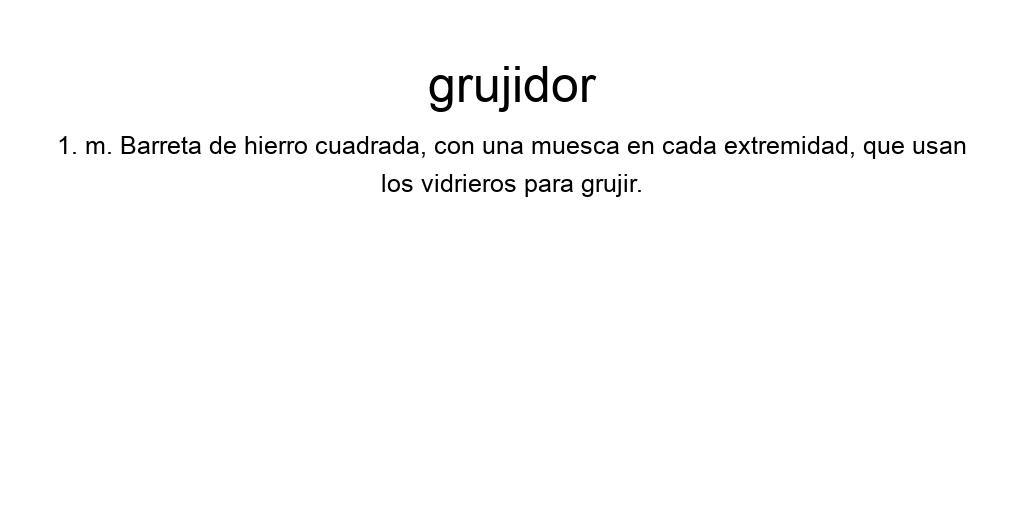 grujidor
1. m. Barreta de hierro cuadrada, con una muesca en cada extremidad, que usan
los vidrieros para grujir.